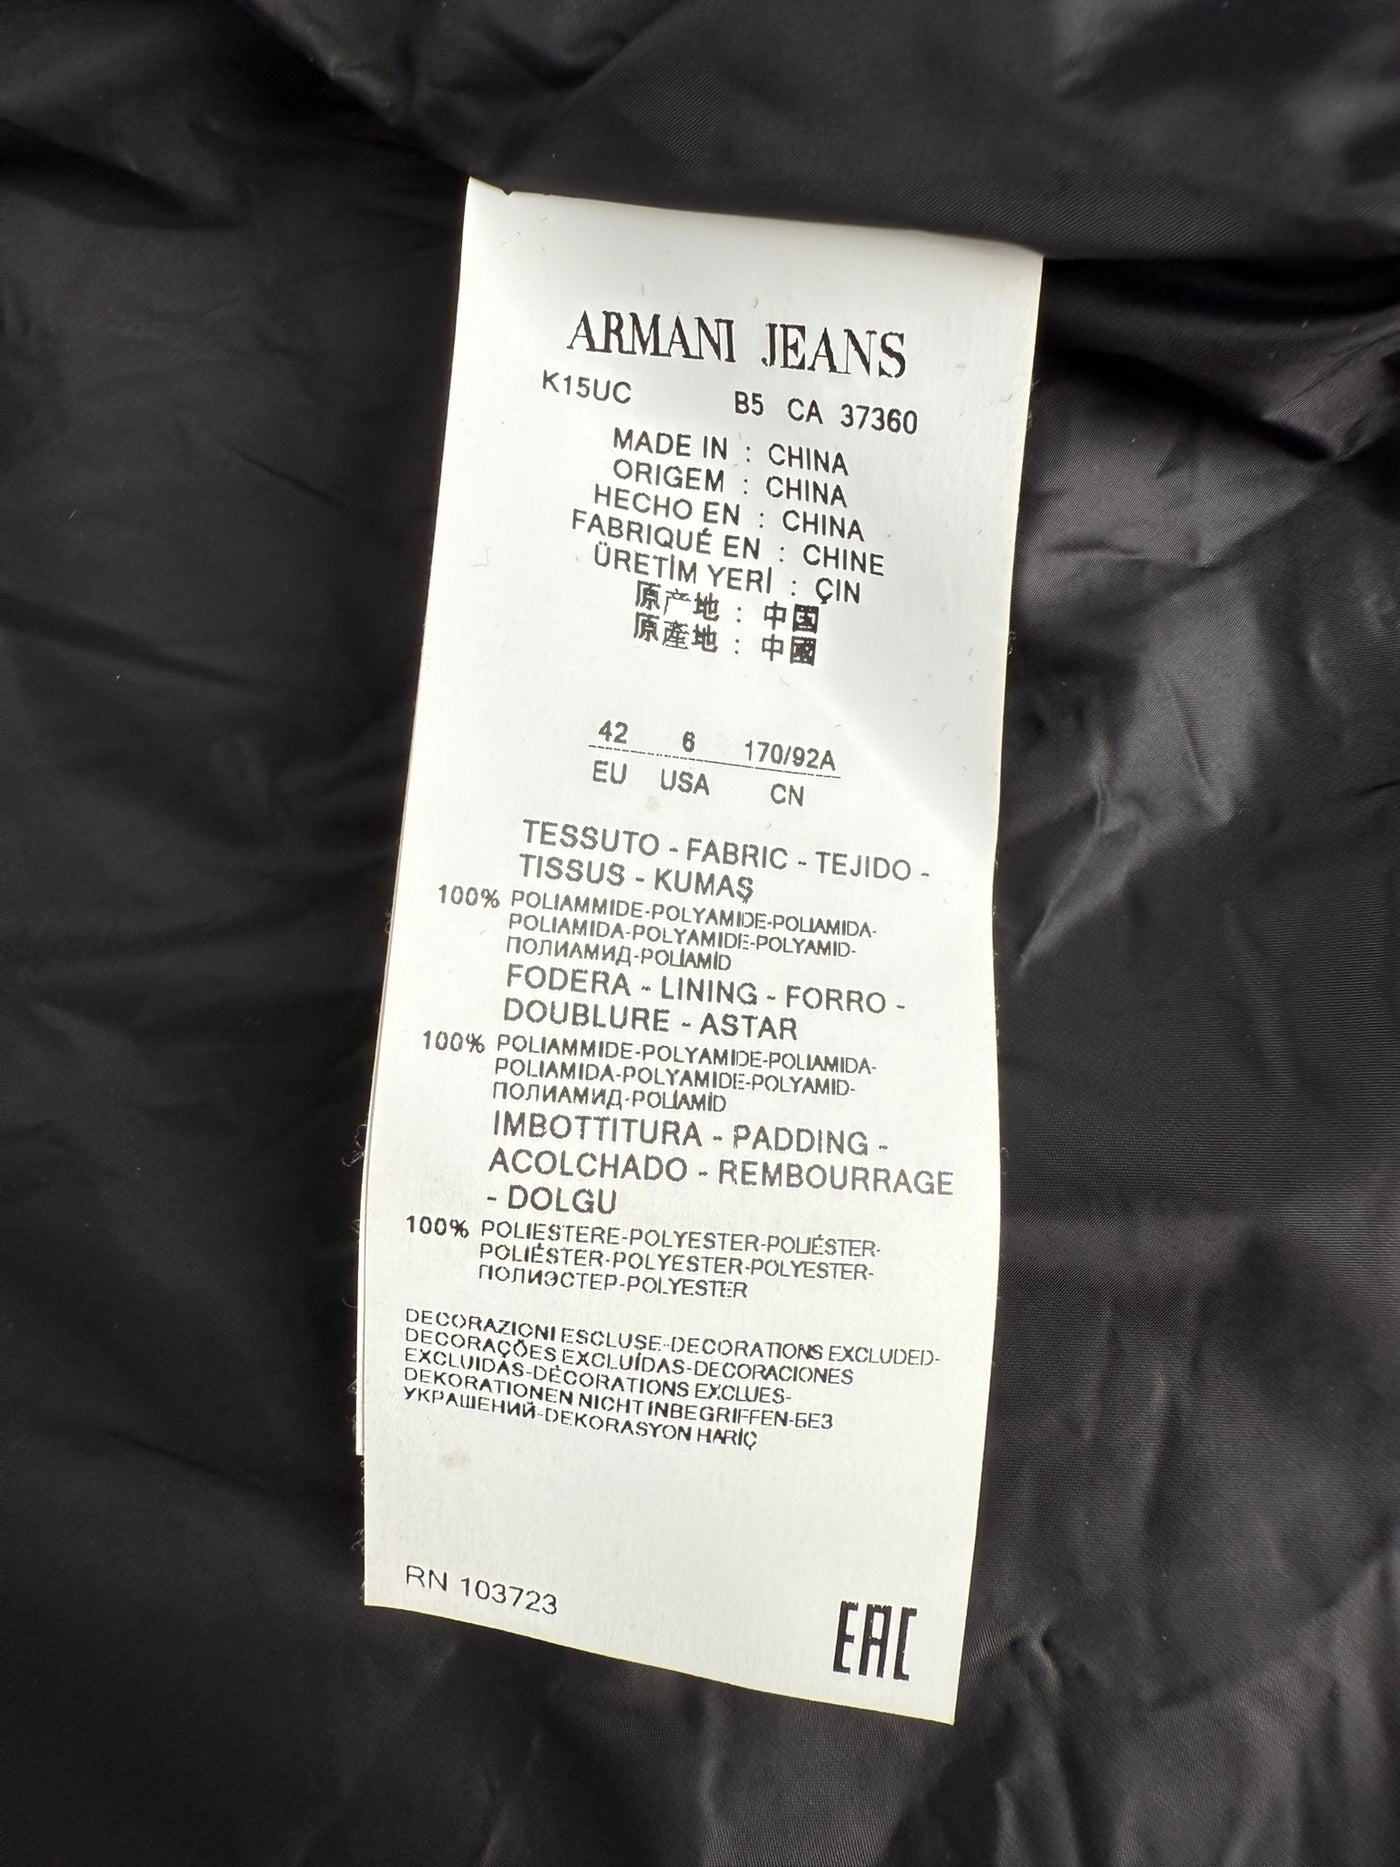 ARMANI JEANS
K15UC B5 CA 37360
MADE IN : CHINA
ORIGEM : CHINA
HECHO EN : CHINA
FABRIQUÉ EN : CHINE
ÜRETİM YERİ : ÇIN
原产地 : 中国
原產地 : 中國
42 6 170/92A
EU USA CN
TESSUTO - FABRIC - TEJIDO -
TISSUS - KUMAŞ
100% POLIAMMIDE-POLYAMIDE-POLIAMIDA-
POLIAMIDA-POLYAMIDE-POLYAMID-
ПОЛИАМИД-POLİAMİD
FODERA - LINING - FORRO -
DOUBLURE - ASTAR
100% POLIAMMIDE-POLYAMIDE-POLIAMIDA-
POLIAMIDA-POLYAMIDE-POLYAMID-
ПОЛИАМИД-POLİAMİD
IMBOTTITURA - PADDING -
ACOLCHADO - REMBOURRAGE
- DOLGU
100% POLIESTERE-POLYESTER-POLIÉSTER-
POLIÉSTER-POLYESTER-POLYESTER-
ПОЛИЭСТЕР-POLYESTER
DECORAZIONI ESCLUSE-DECORATIONS EXCLUDED-
DECORAÇÕES EXCLUÍDAS-DECORACIONES
EXCLUIDAS-DÉCORATIONS EXCLUES-
DEKORATIONEN NICHT INBEGRIFFEN-БЕЗ
УКРАШЕНИЙ-DEKORASYON HARİÇ
RN 103723
EAC